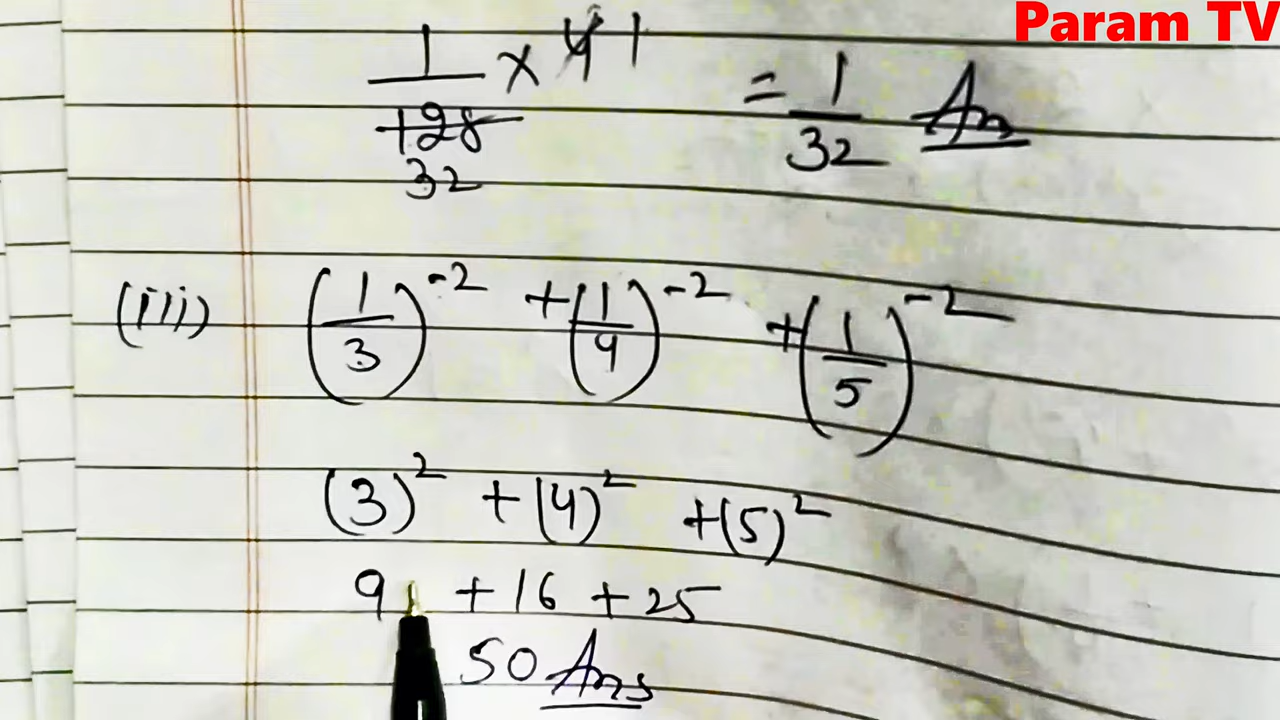 Param TV
1/128 × 4 1 = 1/32 Ans
32
(iii) (1/3)^-2 + (1/4)^-2 + (1/5)^-2
(3)^2 + (4)^2 + (5)^2
9 + 16 + 25
50 Ans